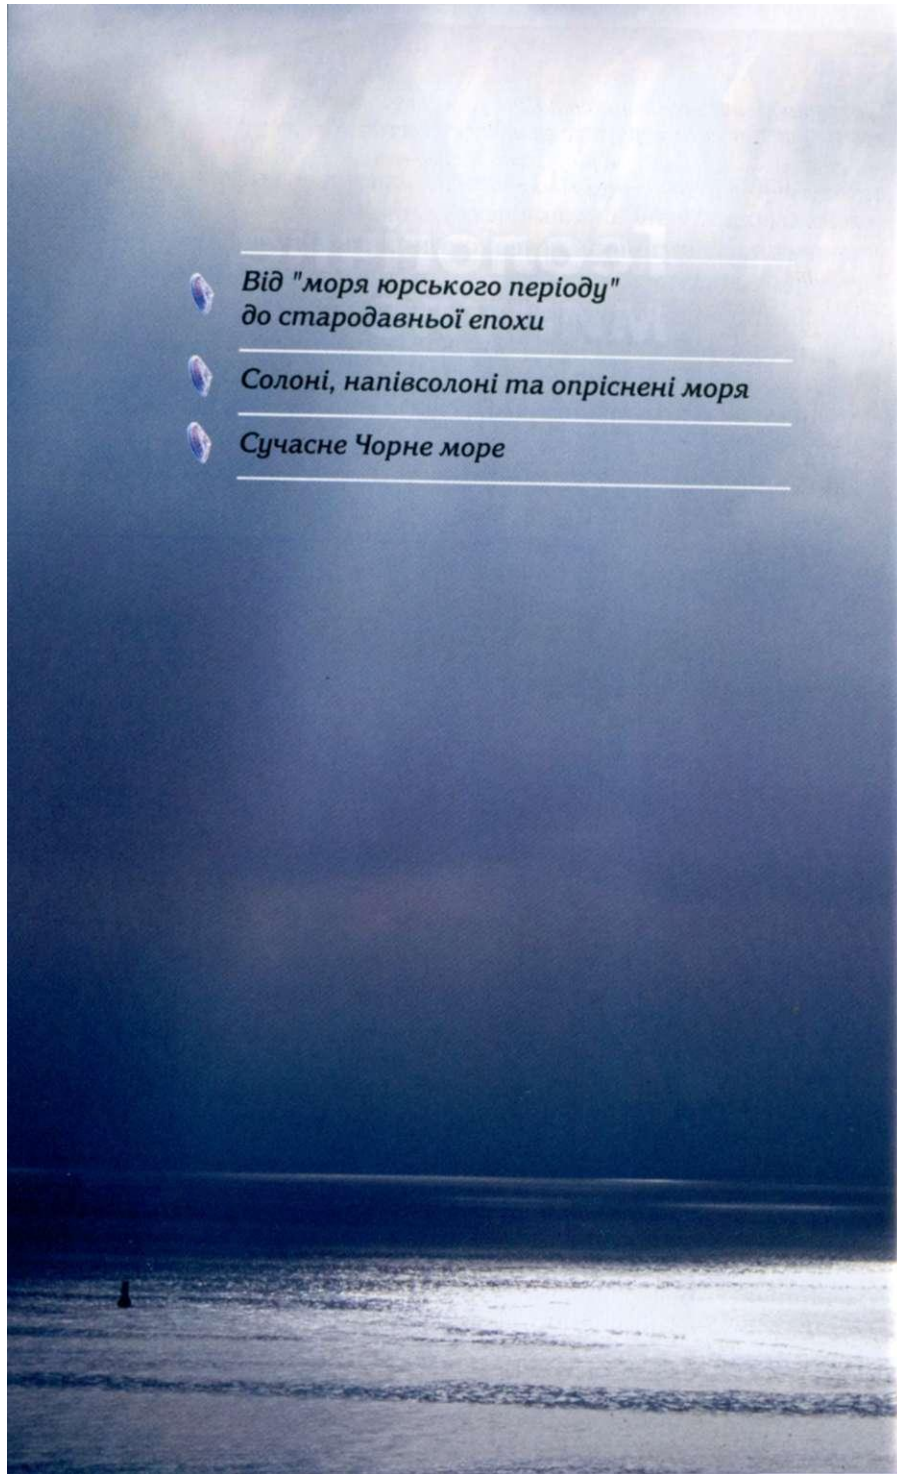 Від "моря юрського періоду"
до стародавньої епохи
Солоні, напівсолоні та опріснені моря
Сучасне Чорне море